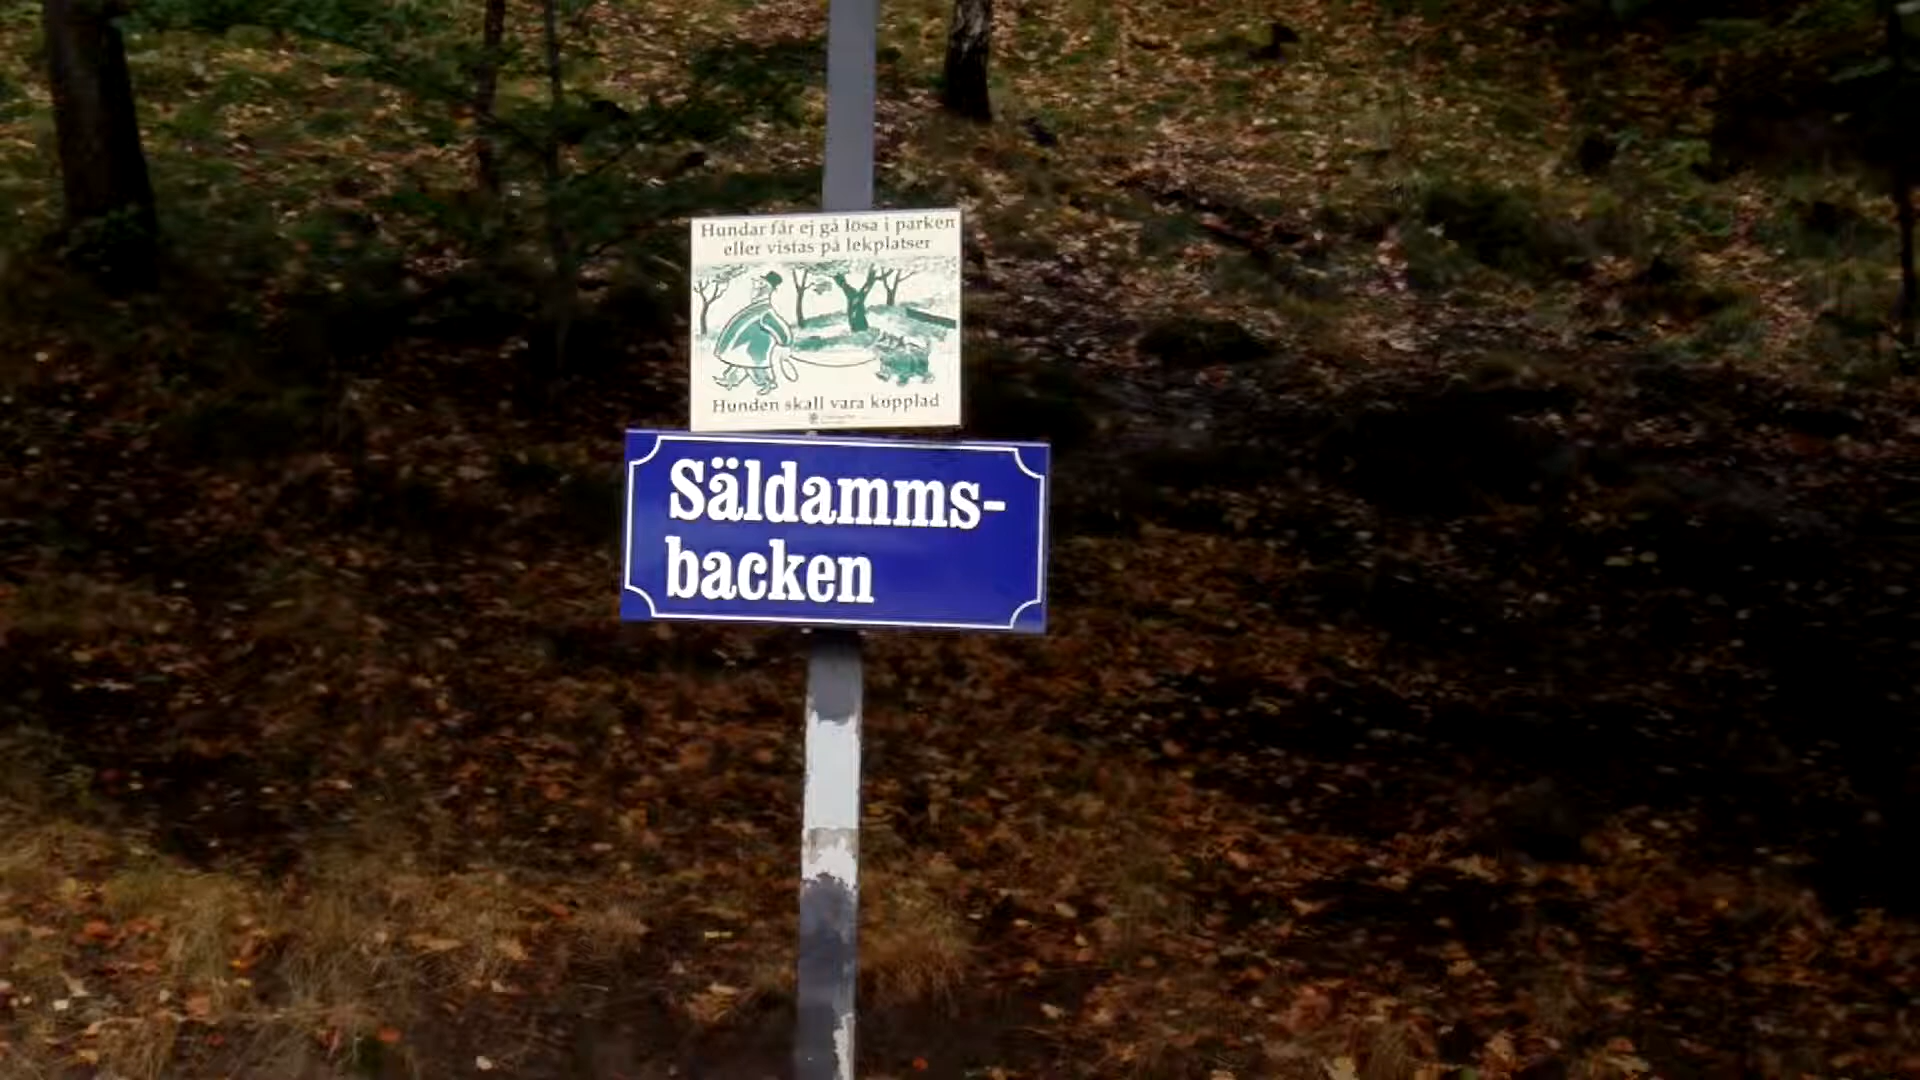 Hundar får ej gå lösa i parken
eller vistas på lekplatser
Hunden skall vara kopplad
Säldamms-
backen